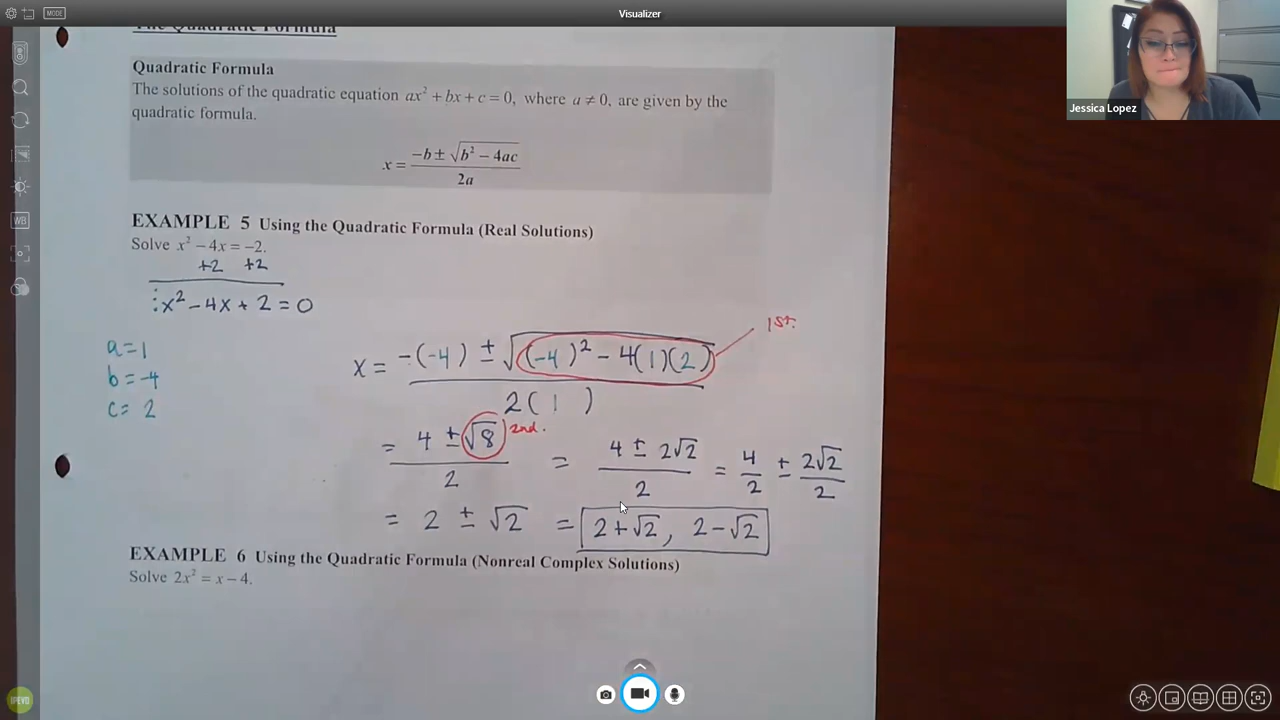 MODE
Visualizer
Jessica Lopez
WB
The Quadratic Formula
Quadratic Formula
The solutions of the quadratic equation ax² + bx + c = 0, where a ≠ 0, are given by the
quadratic formula.
x = (-b ± √(b² - 4ac)) / 2a
EXAMPLE 5 Using the Quadratic Formula (Real Solutions)
Solve x² - 4x = -2.
+2 +2
x² - 4x + 2 = 0
a = 1
b = -4
c = 2
1st.
x = (-(-4) ± √((-4)² - 4(1)(2))) / 2(1)
= (4 ± √8) / 2 2nd. = (4 ± 2√2) / 2 = 4/2 ± 2√2/2
= 2 ± √2 = 2+√2, 2-√2
EXAMPLE 6 Using the Quadratic Formula (Nonreal Complex Solutions)
Solve 2x² = x - 4.
IPEVO